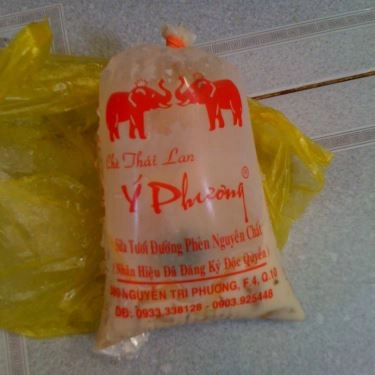 Chè Thái Lan
Ý Phương ®
Sữa Tươi Đường Phèn Nguyên Chất
( Nhãn Hiệu Đã Đăng Ký Độc Quyền )
NGUYỄN TRI PHƯƠNG, F 4, Q.10
DĐ: 0933.338128 - 0903.925448